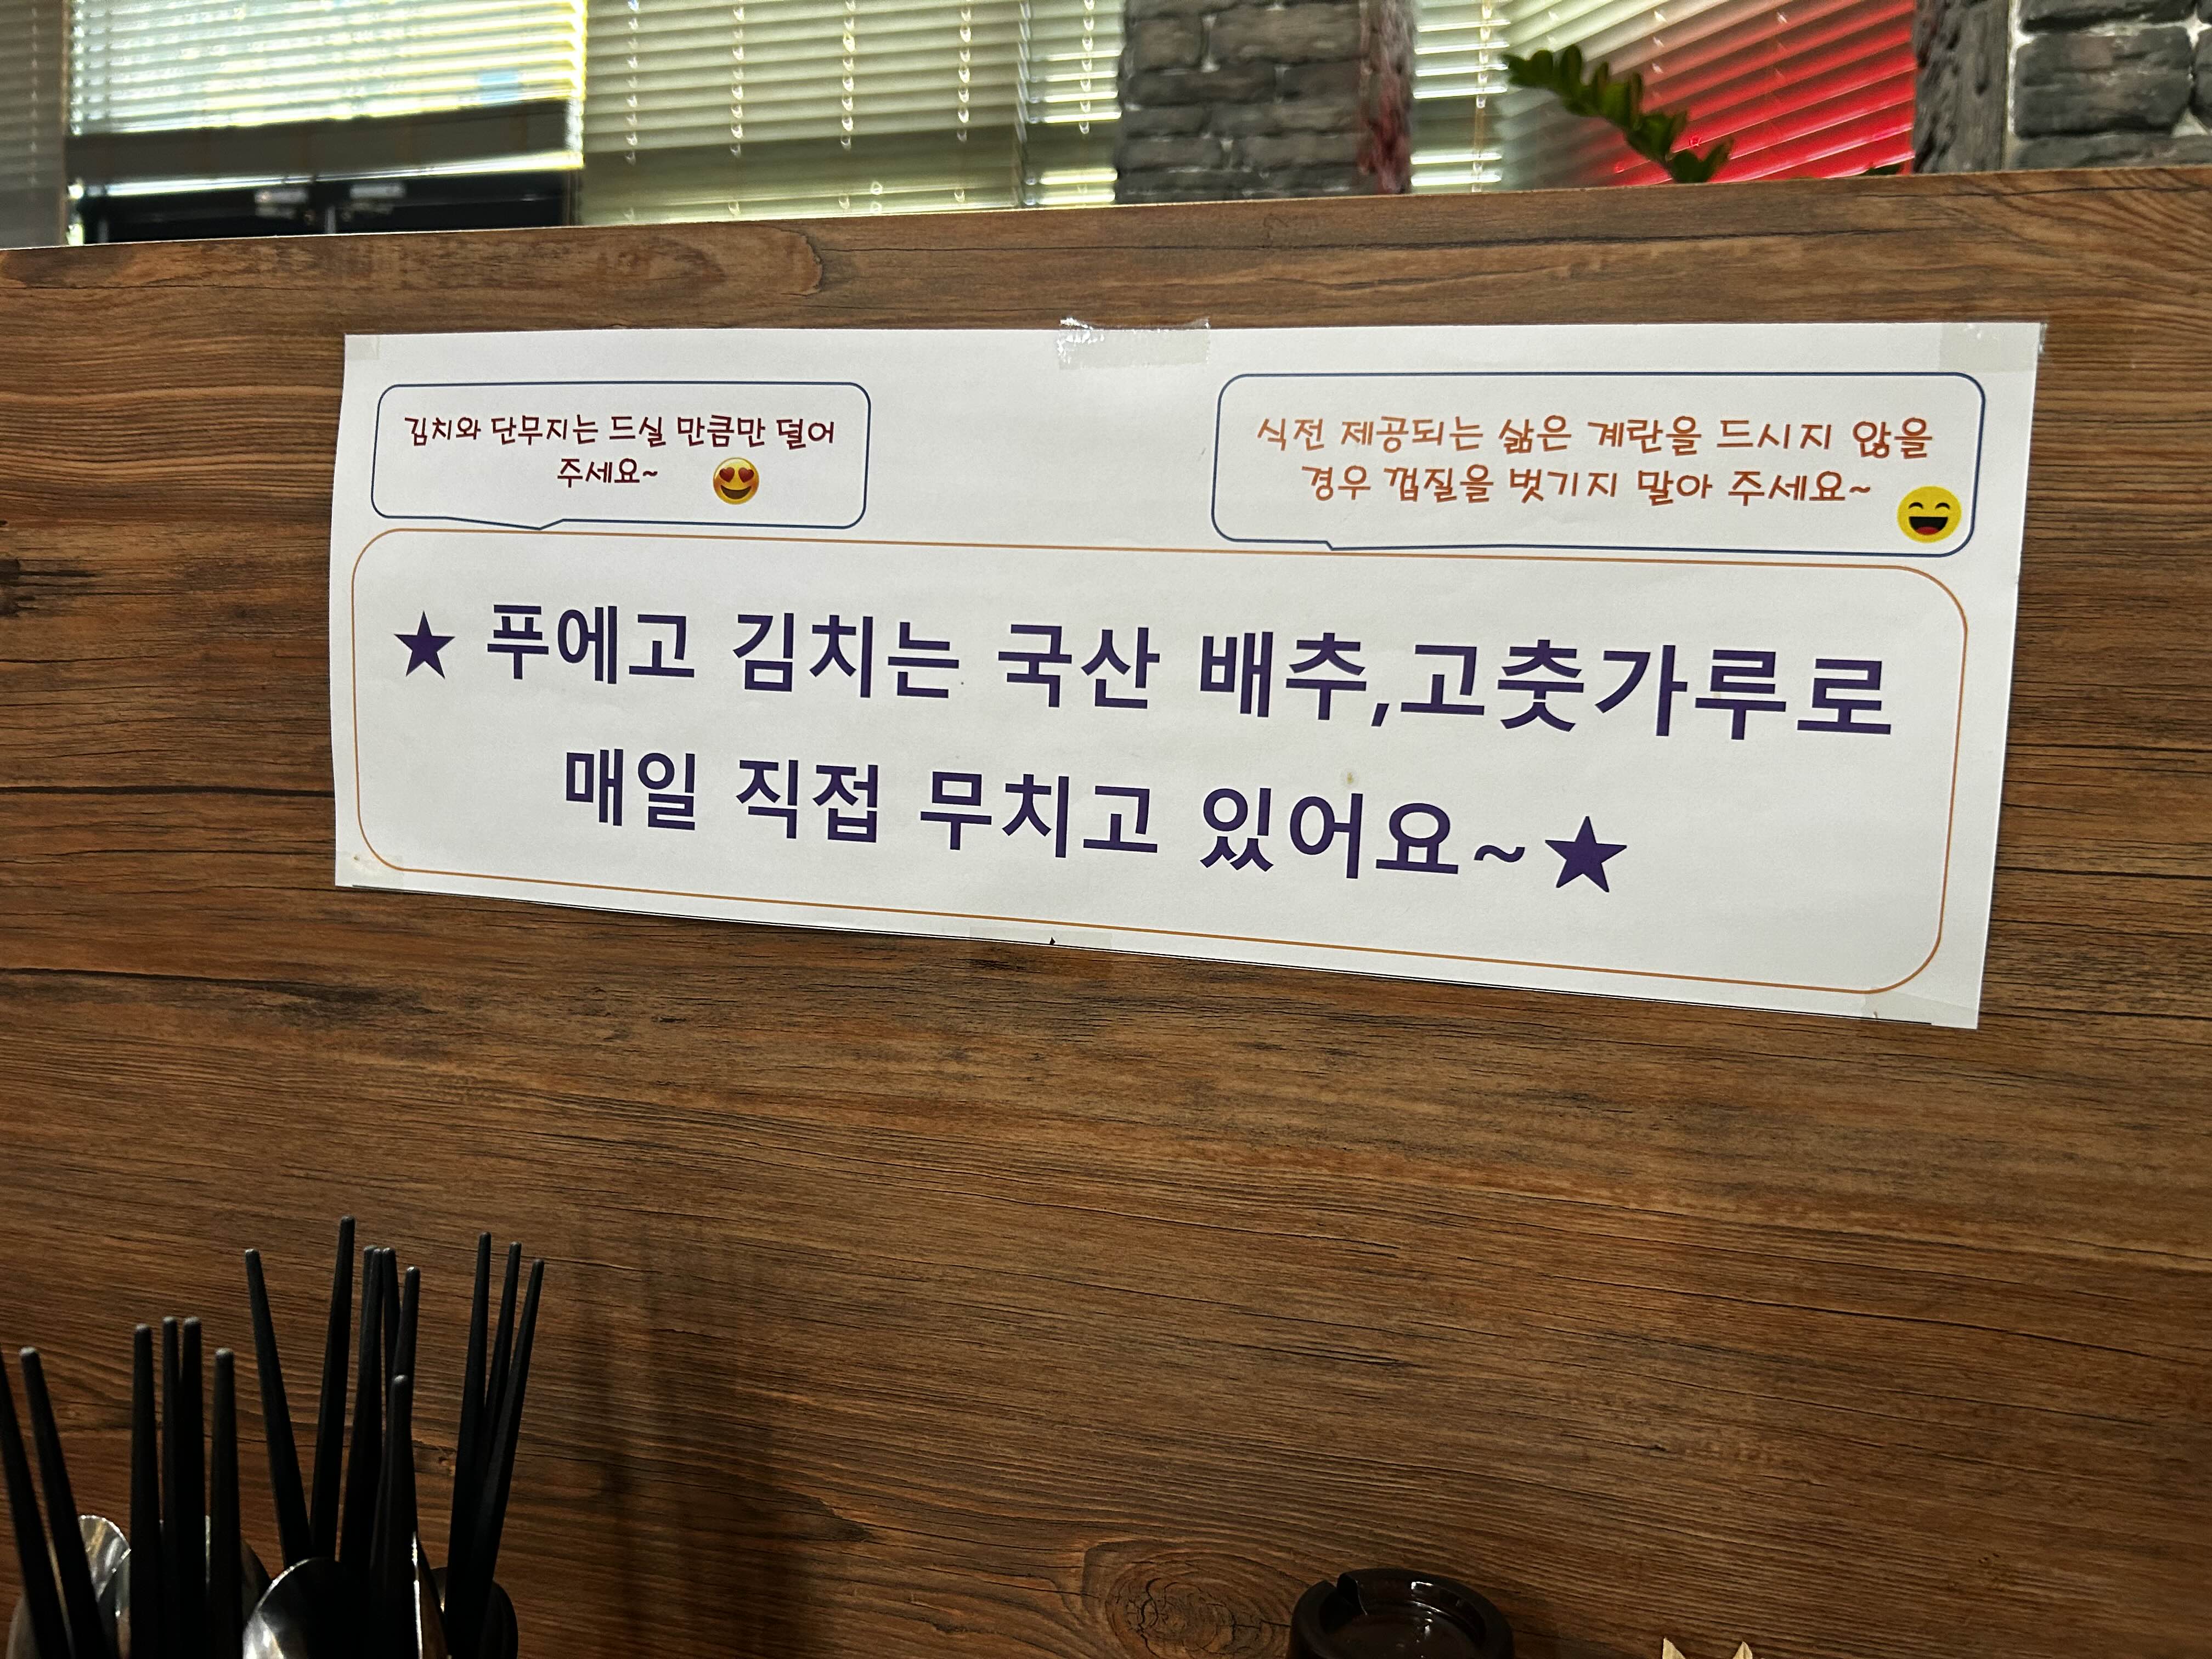 김치와 단무지는 드실 만큼만 덜어
주세요~
식전 제공되는 삶은 계란을 드시지 않을
경우 껍질을 벗기지 말아 주세요~
★ 푸에고 김치는 국산 배추,고춧가루로
매일 직접 무치고 있어요~★